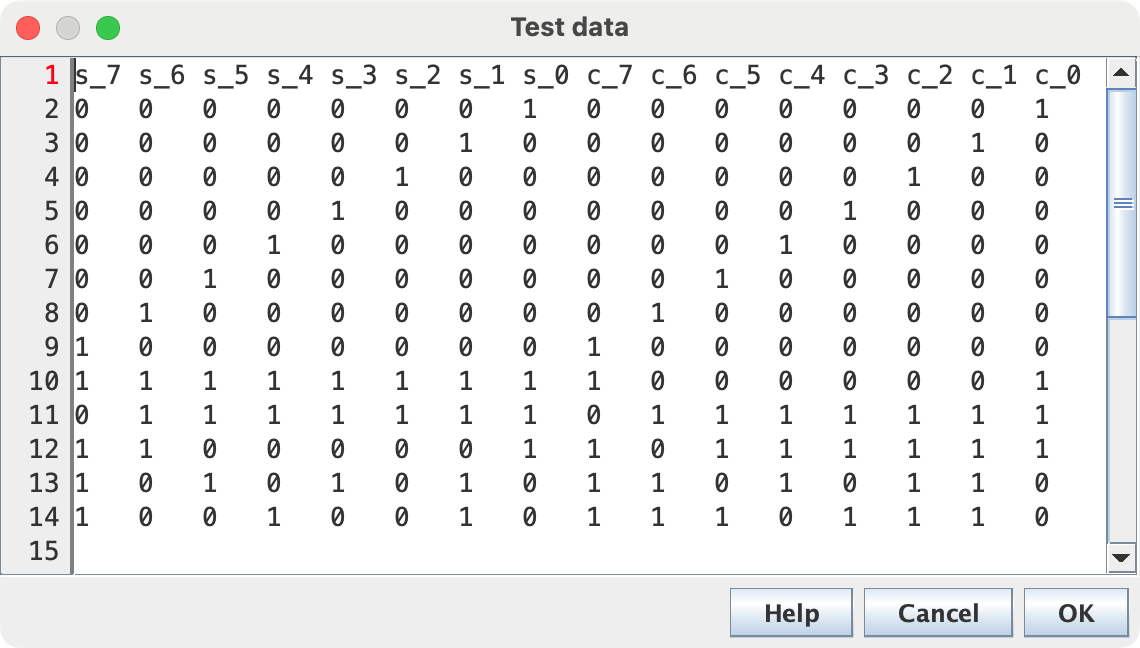 Test data
1 s_7 s_6 s_5 s_4 s_3 s_2 s_1 s_0 c_7 c_6 c_5 c_4 c_3 c_2 c_1 c_0
2 0 0 0 0 0 0 0 1 0 0 0 0 0 0 0 1
3 0 0 0 0 0 0 1 0 0 0 0 0 0 0 1 0
4 0 0 0 0 0 1 0 0 0 0 0 0 0 1 0 0
5 0 0 0 0 1 0 0 0 0 0 0 0 1 0 0 0
6 0 0 0 1 0 0 0 0 0 0 0 1 0 0 0 0
7 0 0 1 0 0 0 0 0 0 0 1 0 0 0 0 0
8 0 1 0 0 0 0 0 0 0 1 0 0 0 0 0 0
9 1 0 0 0 0 0 0 0 1 0 0 0 0 0 0 0
10 1 1 1 1 1 1 1 1 1 0 0 0 0 0 0 1
11 0 1 1 1 1 1 1 1 0 1 1 1 1 1 1 1
12 1 1 0 0 0 0 0 1 1 0 1 1 1 1 1 1
13 1 0 1 0 1 0 1 0 1 1 0 1 0 1 1 0
14 1 0 0 1 0 0 1 0 1 1 1 0 1 1 1 0
15
Help Cancel OK